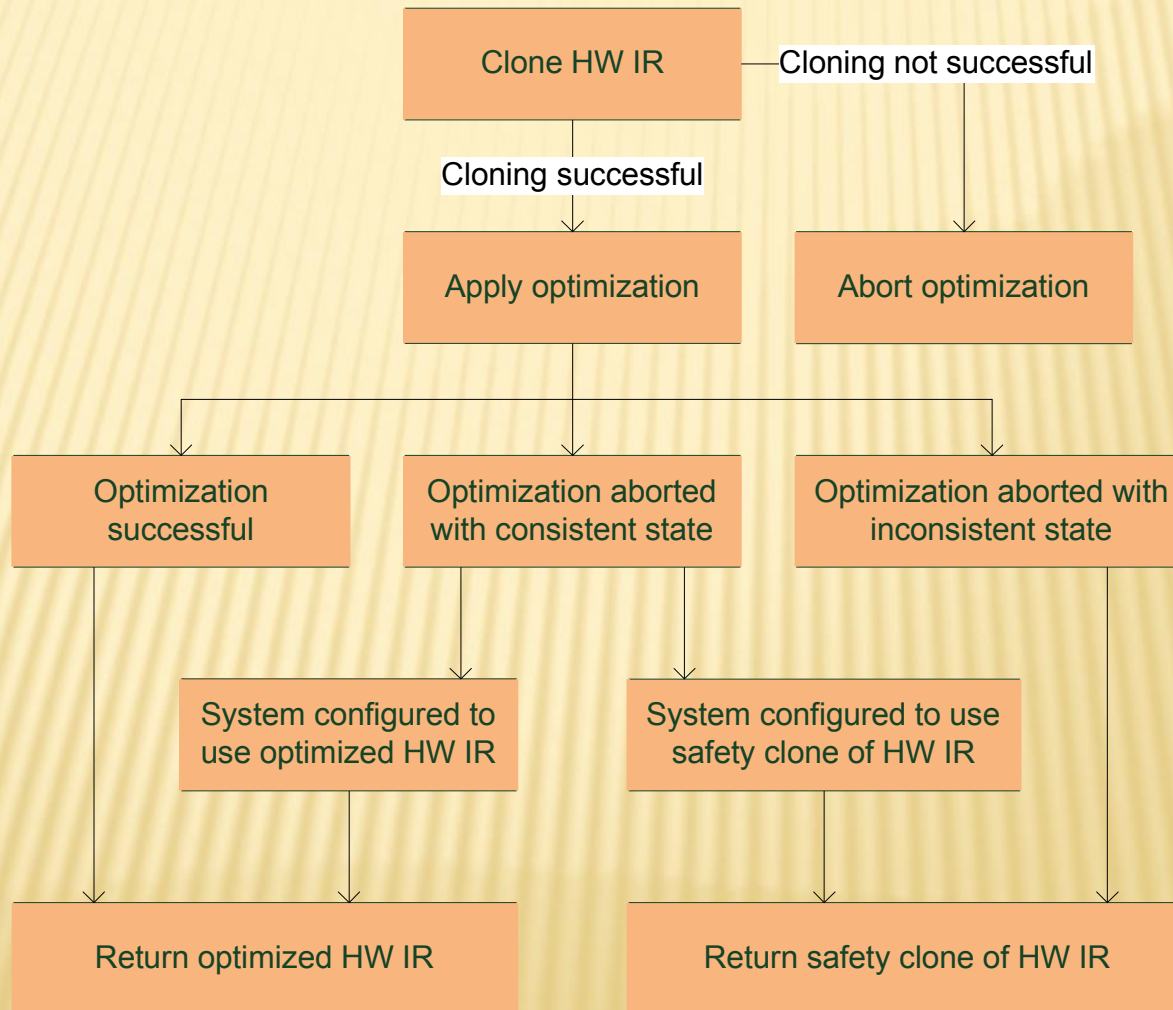 Clone HW IR
Cloning not successful
Cloning successful
Apply optimization
Abort optimization
Optimization
successful
Optimization aborted
with consistent state
Optimization aborted with
inconsistent state
System configured to
use optimized HW IR
System configured to use
safety clone of HW IR
Return optimized HW IR
Return safety clone of HW IR